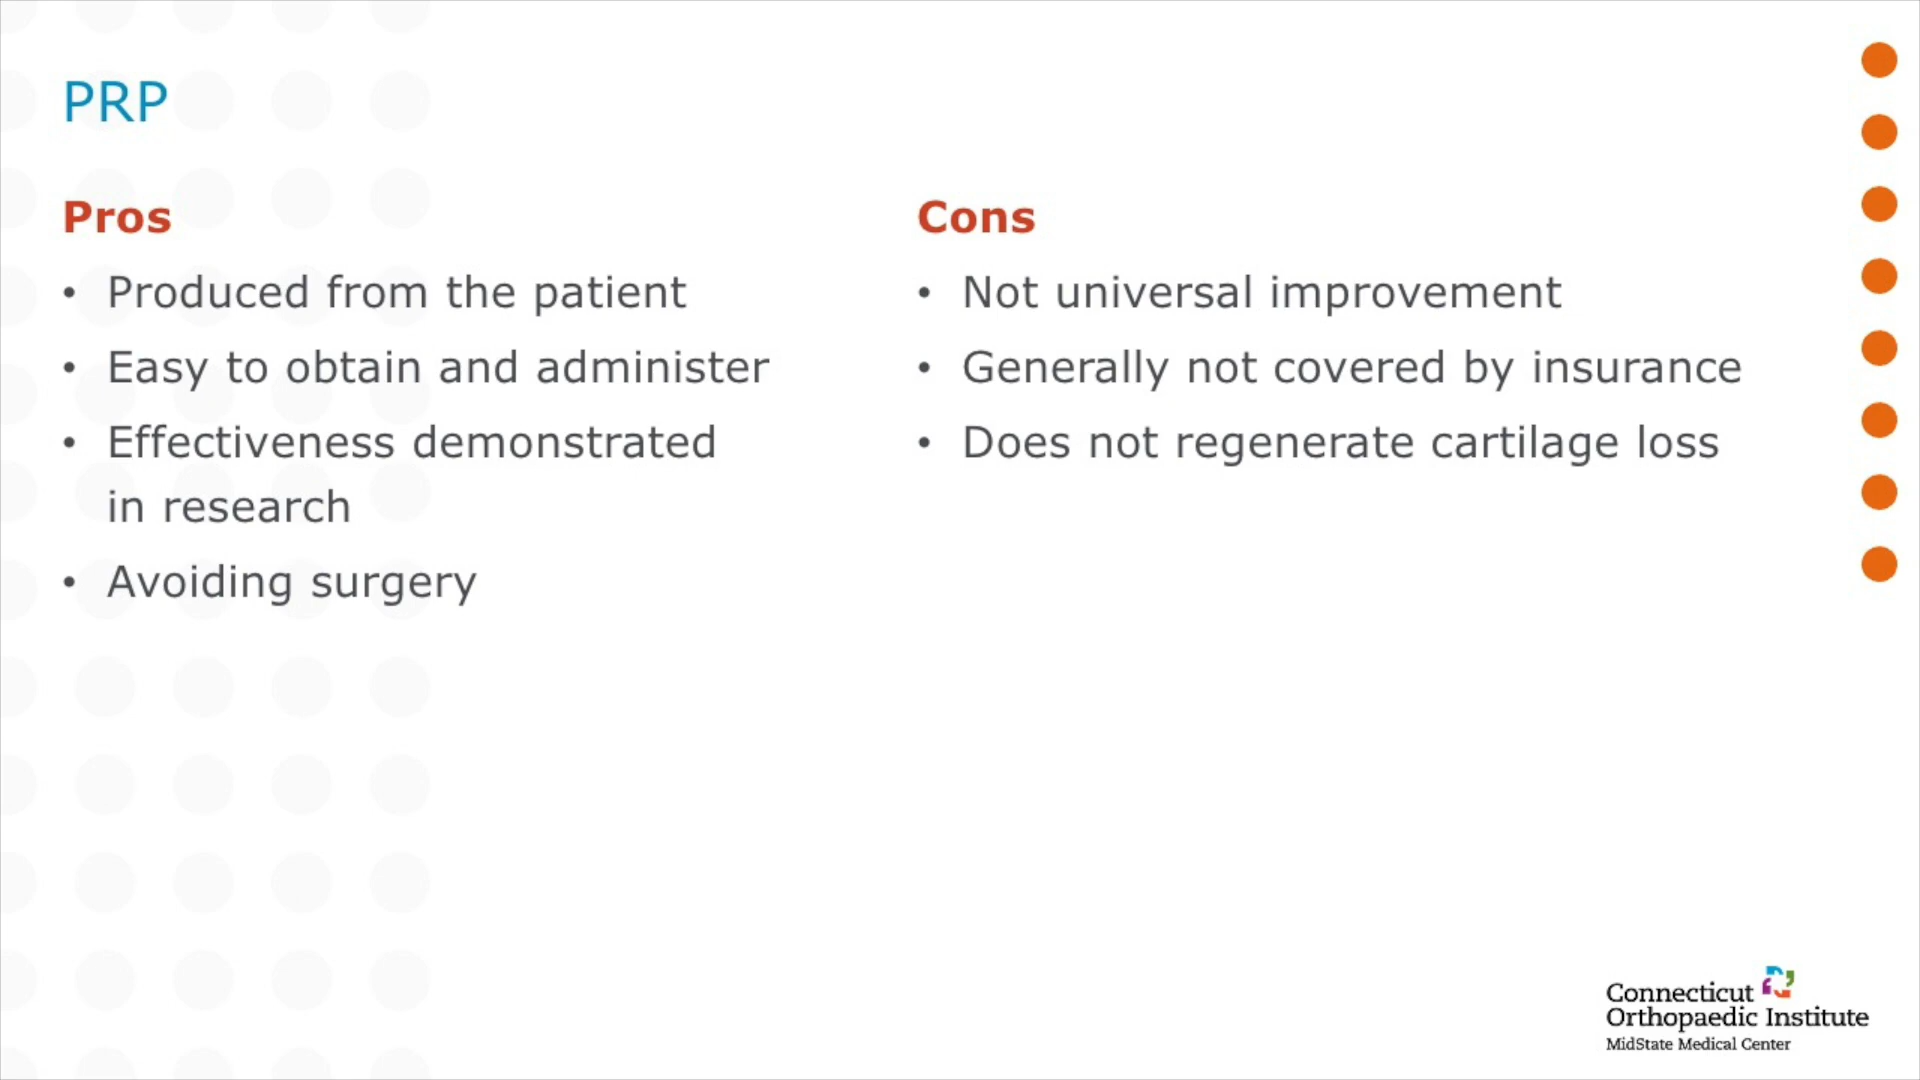 PRP
Pros
• Produced from the patient
• Easy to obtain and administer
• Effectiveness demonstrated
in research
• Avoiding surgery
Cons
• Not universal improvement
• Generally not covered by insurance
• Does not regenerate cartilage loss
Connecticut
Orthopaedic Institute
MidState Medical Center